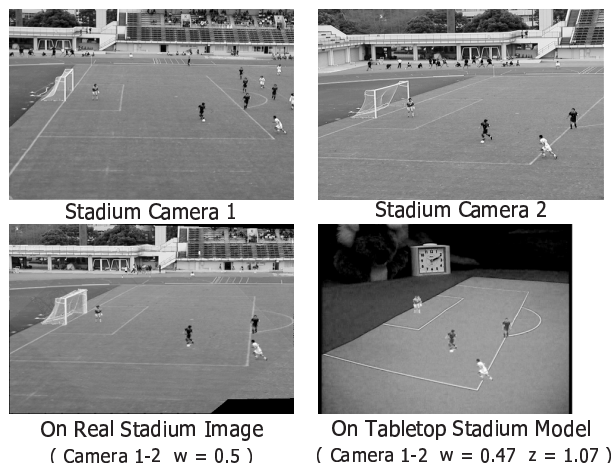 Stadium Camera 1
Stadium Camera 2
On Real Stadium Image
( Camera 1-2 w = 0.5 )
On Tabletop Stadium Model
( Camera 1-2 w = 0.47 z = 1.07 )